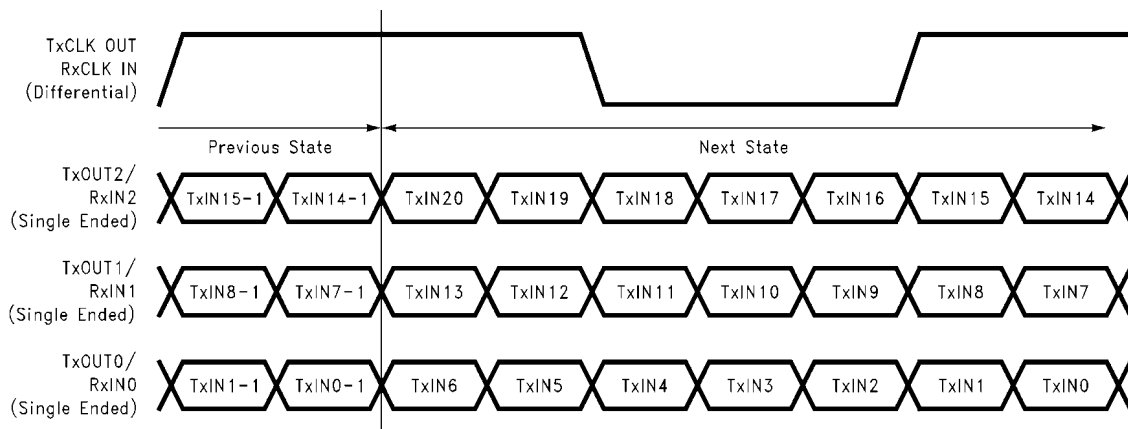 TxCLK OUT
RxCLK IN
(Differential)
Previous State
Next State
TxOUT2/
RxIN2
(Single Ended)
TxIN15-1 TxIN14-1 TxIN20 TxIN19 TxIN18 TxIN17 TxIN16 TxIN15 TxIN14
TxOUT1/
RxIN1
(Single Ended)
TxIN8-1 TxIN7-1 TxIN13 TxIN12 TxIN11 TxIN10 TxIN9 TxIN8 TxIN7
TxOUT0/
RxIN0
(Single Ended)
TxIN1-1 TxIN0-1 TxIN6 TxIN5 TxIN4 TxIN3 TxIN2 TxIN1 TxIN0